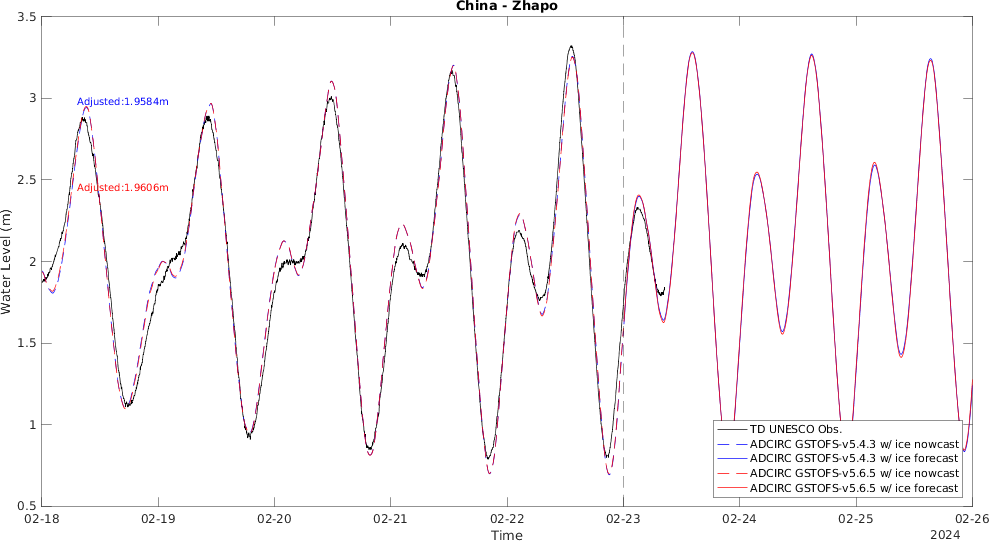 China - Zhapo
3.5
3
2.5
2
1.5
1
0.5
Water Level (m)
Adjusted:1.9584m
Adjusted:1.9606m
TD UNESCO Obs.
ADCIRC GSTOFS-v5.4.3 w/ ice nowcast
ADCIRC GSTOFS-v5.4.3 w/ ice forecast
ADCIRC GSTOFS-v5.6.5 w/ ice nowcast
ADCIRC GSTOFS-v5.6.5 w/ ice forecast
02-18 02-19 02-20 02-21 02-22 02-23 02-24 02-25 02-26
Time
2024